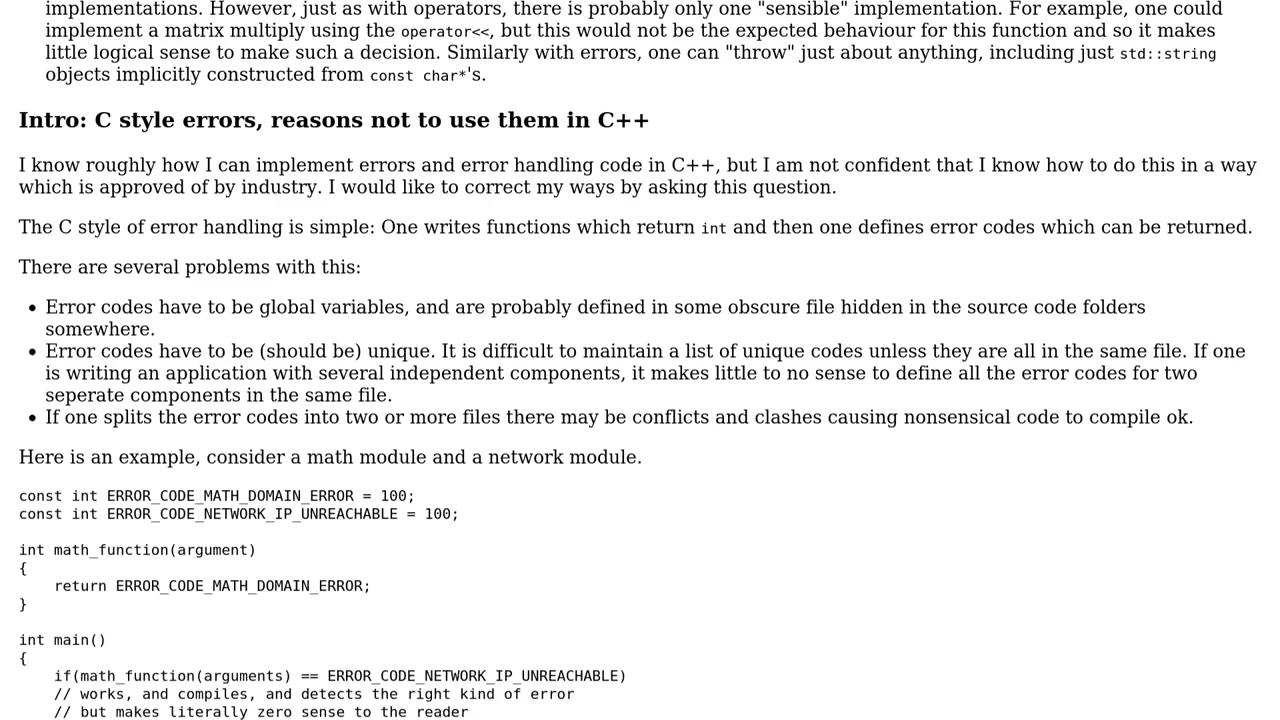 implementations. However, just as with operators, there is probably only one "sensible" implementation. For example, one could
implement a matrix multiply using the operator<<, but this would not be the expected behaviour for this function and so it makes
little logical sense to make such a decision. Similarly with errors, one can "throw" just about anything, including just std::string
objects implicitly constructed from const char*'s.
Intro: C style errors, reasons not to use them in C++
I know roughly how I can implement errors and error handling code in C++, but I am not confident that I know how to do this in a way
which is approved of by industry. I would like to correct my ways by asking this question.
The C style of error handling is simple: One writes functions which return int and then one defines error codes which can be returned.
There are several problems with this:
• Error codes have to be global variables, and are probably defined in some obscure file hidden in the source code folders
somewhere.
• Error codes have to be (should be) unique. It is difficult to maintain a list of unique codes unless they are all in the same file. If one
is writing an application with several independent components, it makes little to no sense to define all the error codes for two
seperate components in the same file.
• If one splits the error codes into two or more files there may be conflicts and clashes causing nonsensical code to compile ok.
Here is an example, consider a math module and a network module.
const int ERROR_CODE_MATH_DOMAIN_ERROR = 100;
const int ERROR_CODE_NETWORK_IP_UNREACHABLE = 100;
int math_function(argument)
{
    return ERROR_CODE_MATH_DOMAIN_ERROR;
}
int main()
{
    if(math_function(arguments) == ERROR_CODE_NETWORK_IP_UNREACHABLE)
    // works, and compiles, and detects the right kind of error
    // but makes literally zero sense to the reader